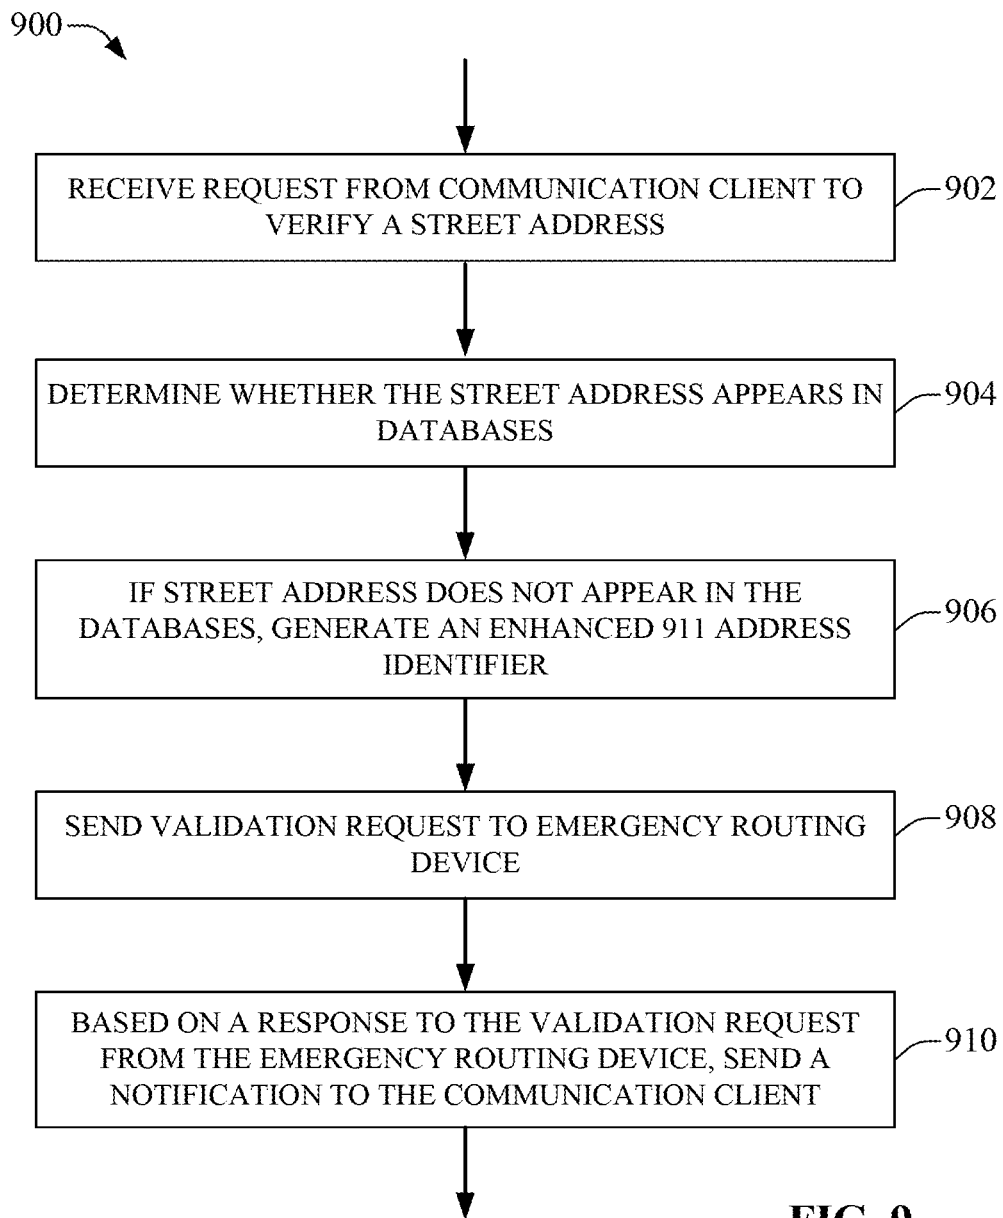 900
RECEIVE REQUEST FROM COMMUNICATION CLIENT TO
VERIFY A STREET ADDRESS
902
DETERMINE WHETHER THE STREET ADDRESS APPEARS IN
DATABASES
904
IF STREET ADDRESS DOES NOT APPEAR IN THE
DATABASES, GENERATE AN ENHANCED 911 ADDRESS
IDENTIFIER
906
SEND VALIDATION REQUEST TO EMERGENCY ROUTING
DEVICE
908
BASED ON A RESPONSE TO THE VALIDATION REQUEST
FROM THE EMERGENCY ROUTING DEVICE, SEND A
NOTIFICATION TO THE COMMUNICATION CLIENT
910
FIG. 9